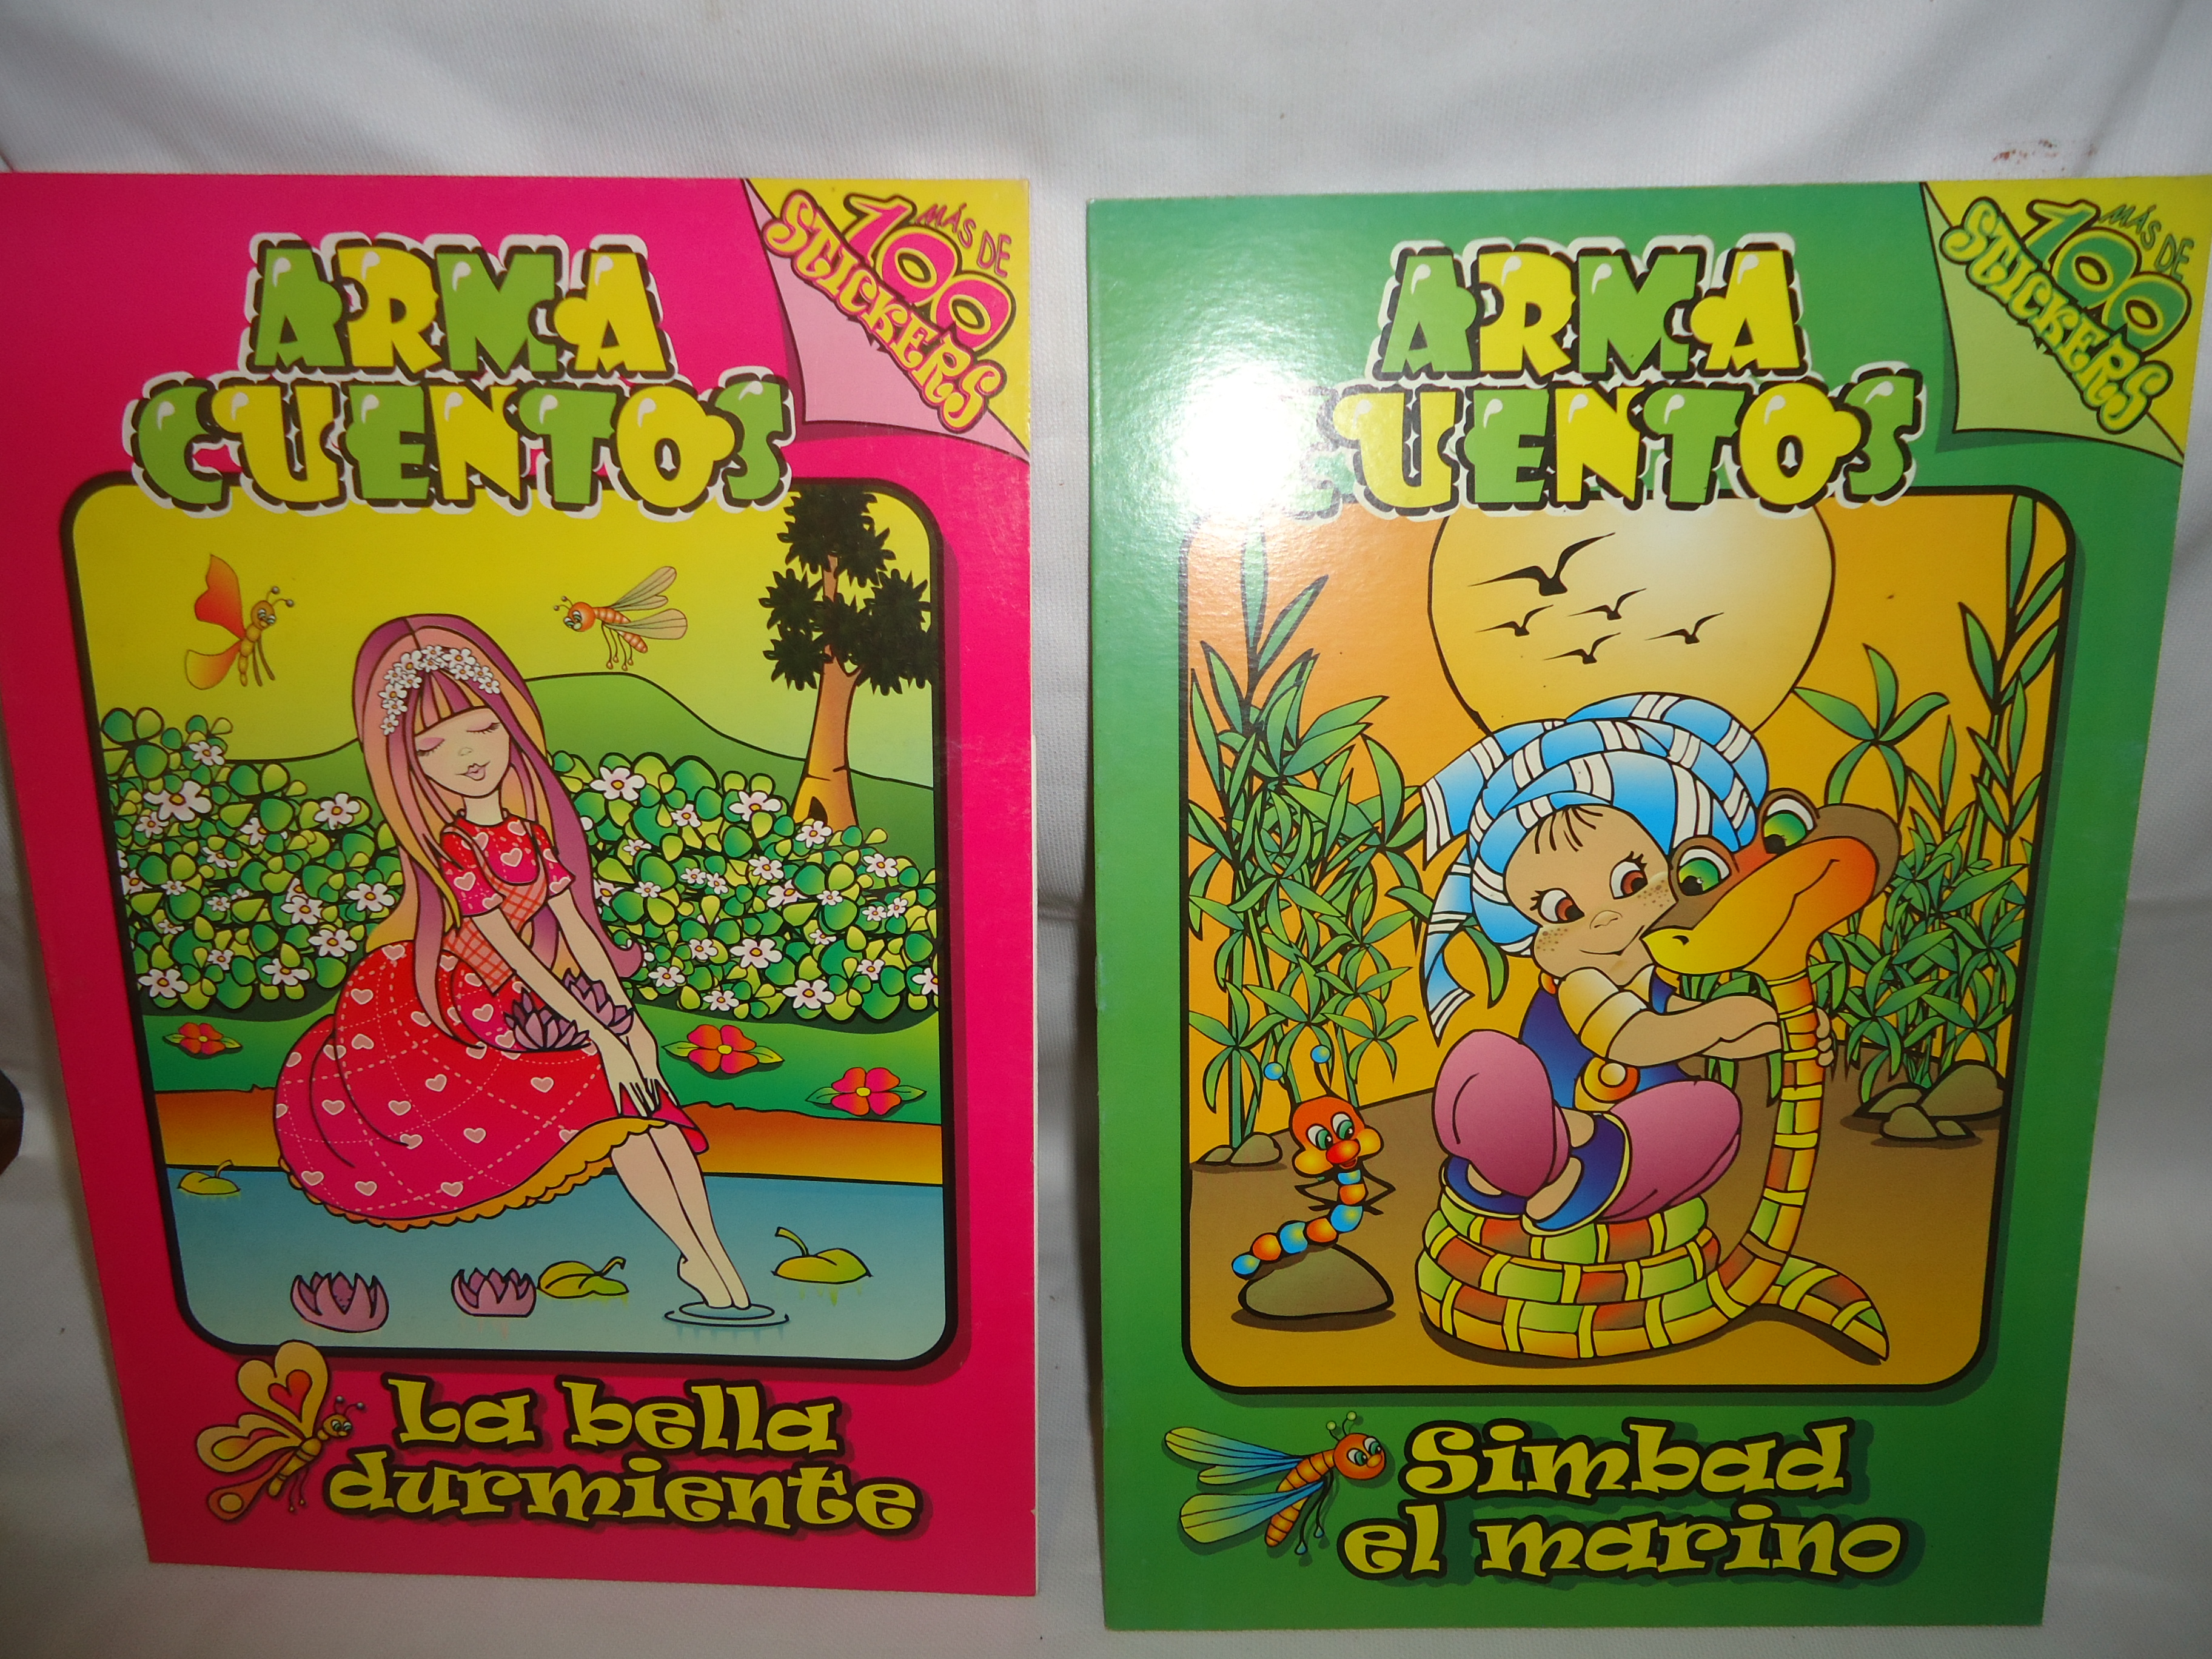 MÁS DE
100
STICKERS
ARMA
CUENTOS
La bella
durmiente
MÁS DE
100
STICKERS
ARMA
CUENTOS
Simbad
el marino